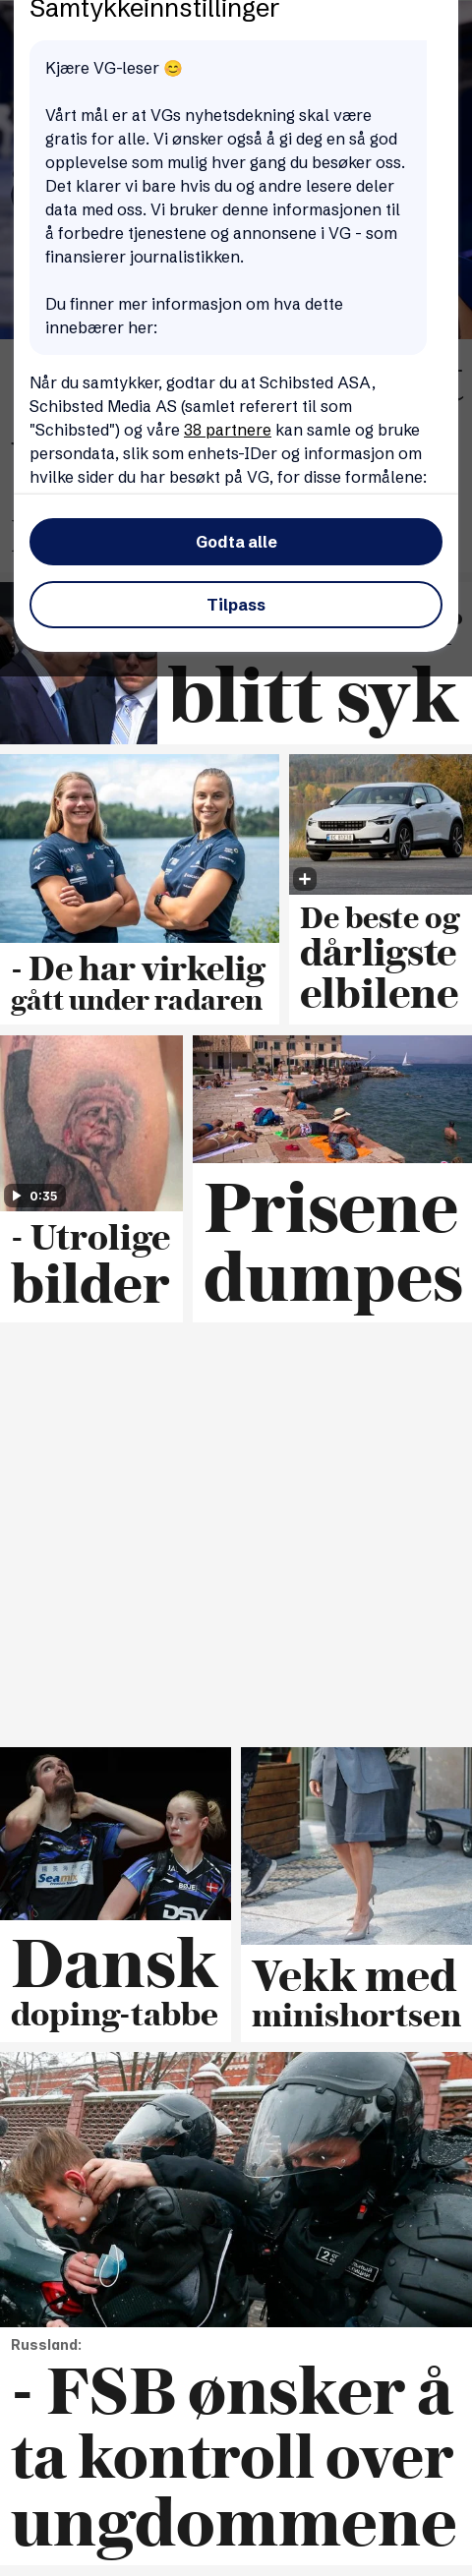 Samtykkeinnstillinger
Kjære VG-leser 😊
Vårt mål er at VGs nyhetsdekning skal være
gratis for alle. Vi ønsker også å gi deg en så god
opplevelse som mulig hver gang du besøker oss.
Det klarer vi bare hvis du og andre lesere deler
data med oss. Vi bruker denne informasjonen til
å forbedre tjenestene og annonsene i VG - som
finansierer journalistikken.
Du finner mer informasjon om hva dette
innebærer her:
Når du samtykker, godtar du at Schibsted ASA,
Schibsted Media AS (samlet referert til som
"Schibsted") og våre 38 partnere kan samle og bruke
persondata, slik som enhets-IDer og informasjon om
hvilke sider du har besøkt på VG, for disse formålene:
Godta alle
Tilpass
blitt syk
- De har virkelig
gått under radaren
De beste og
dårligste
elbilene
0:35
- Utrolige
bilder
Prisene
dumpes
Dansk
doping-tabbe
Vekk med
minishortsen
Russland:
- FSB ønsker å
ta kontroll over
ungdommene